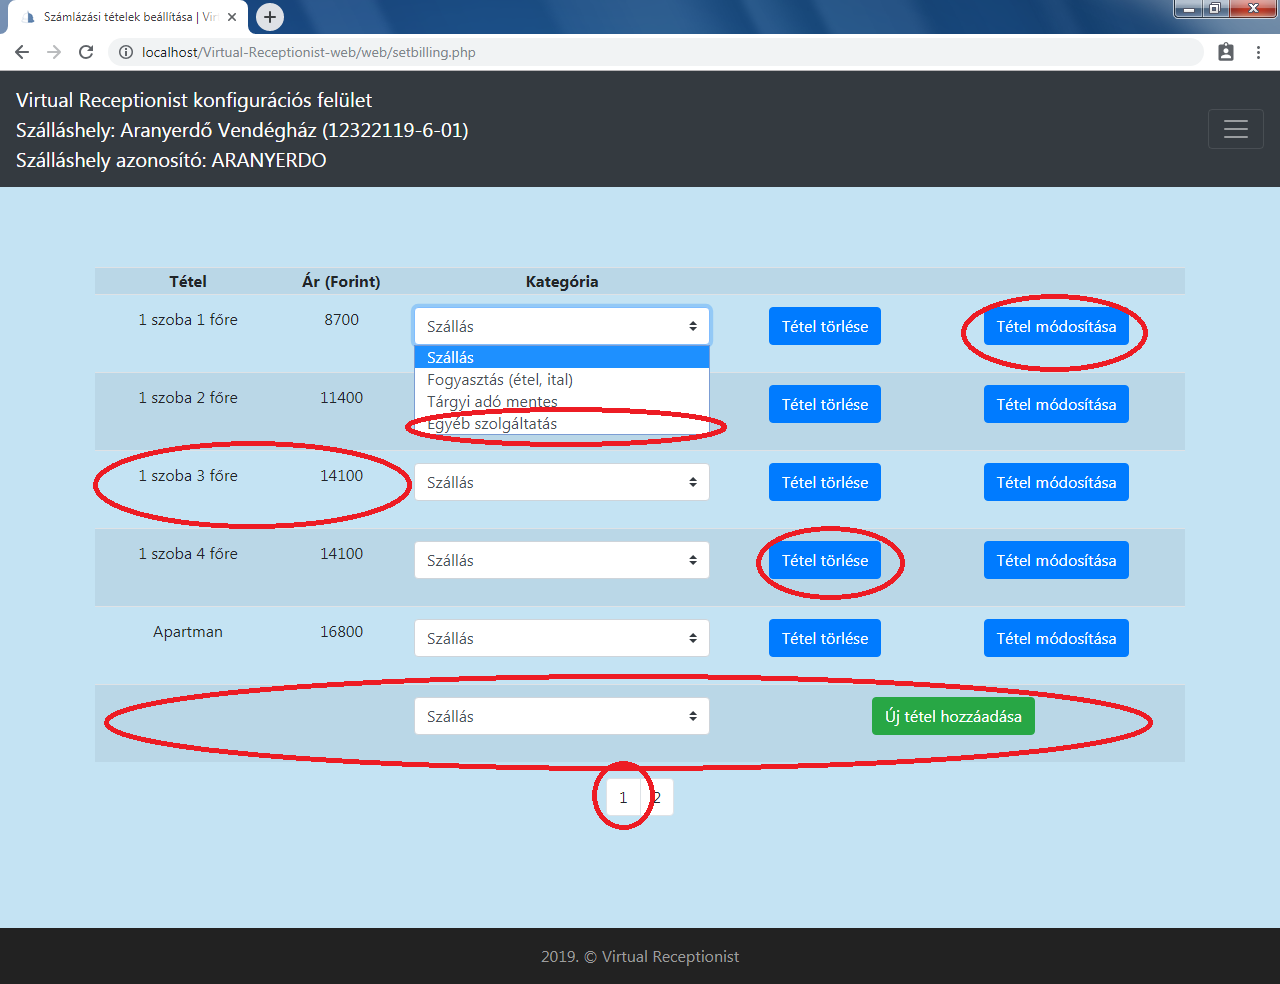 Számlázási tételek beállítása | Vir
localhost/Virtual-Receptionist-web/web/setbilling.php
Virtual Receptionist konfigurációs felület
Szálláshely: Aranyerdő Vendégház (12322119-6-01)
Szálláshely azonosító: ARANYERDO
Tétel Ár (Forint) Kategória
1 szoba 1 főre 8700 Szállás Tétel törlése Tétel módosítása
Szállás
Fogyasztás (étel, ital)
Tárgyi adó mentes
Egyéb szolgáltatás
1 szoba 2 főre 11400 Tétel törlése Tétel módosítása
1 szoba 3 főre 14100 Szállás Tétel törlése Tétel módosítása
1 szoba 4 főre 14100 Szállás Tétel törlése Tétel módosítása
Apartman 16800 Szállás Tétel törlése Tétel módosítása
Szállás Új tétel hozzáadása
1 2
2019. © Virtual Receptionist